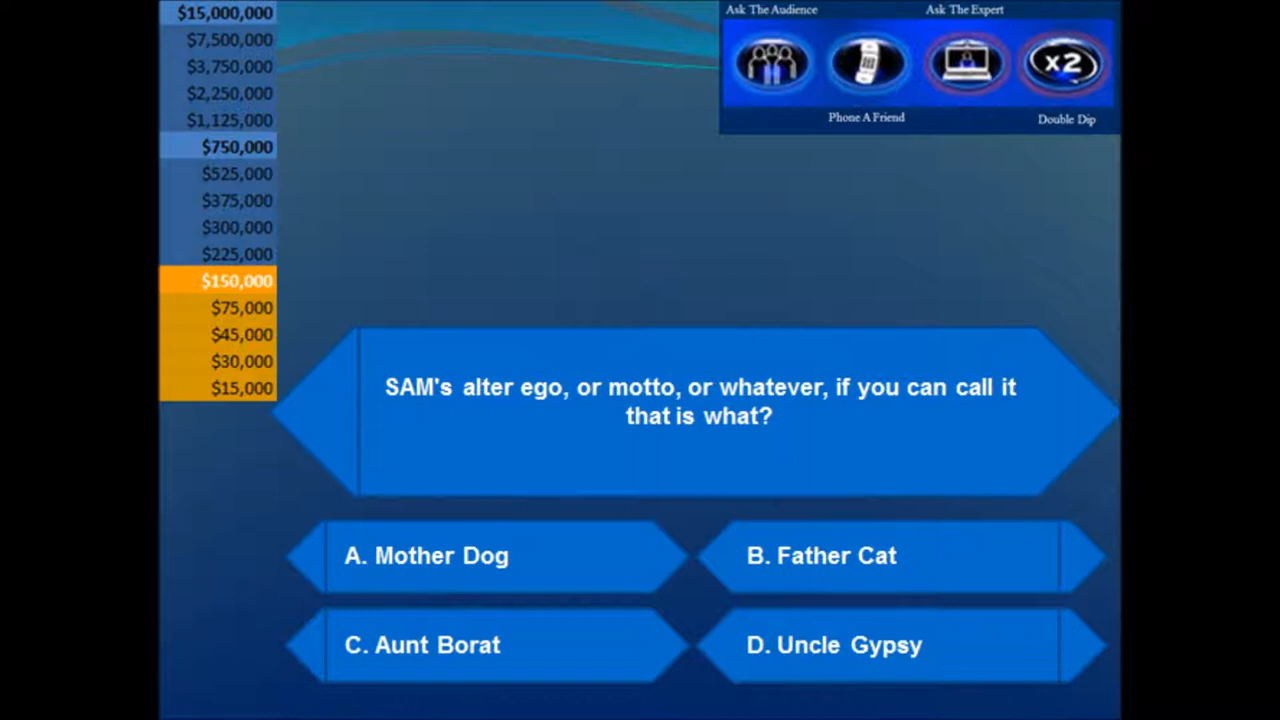 $15,000,000
$7,500,000
$3,750,000
$2,250,000
$1,125,000
$750,000
$525,000
$375,000
$300,000
$225,000
$150,000
$75,000
$45,000
$30,000
$15,000
Ask The Audience
Ask The Expert
x2
Phone A Friend
Double Dip
SAM's alter ego, or motto, or whatever, if you can call it
that is what?
A. Mother Dog
B. Father Cat
C. Aunt Borat
D. Uncle Gypsy